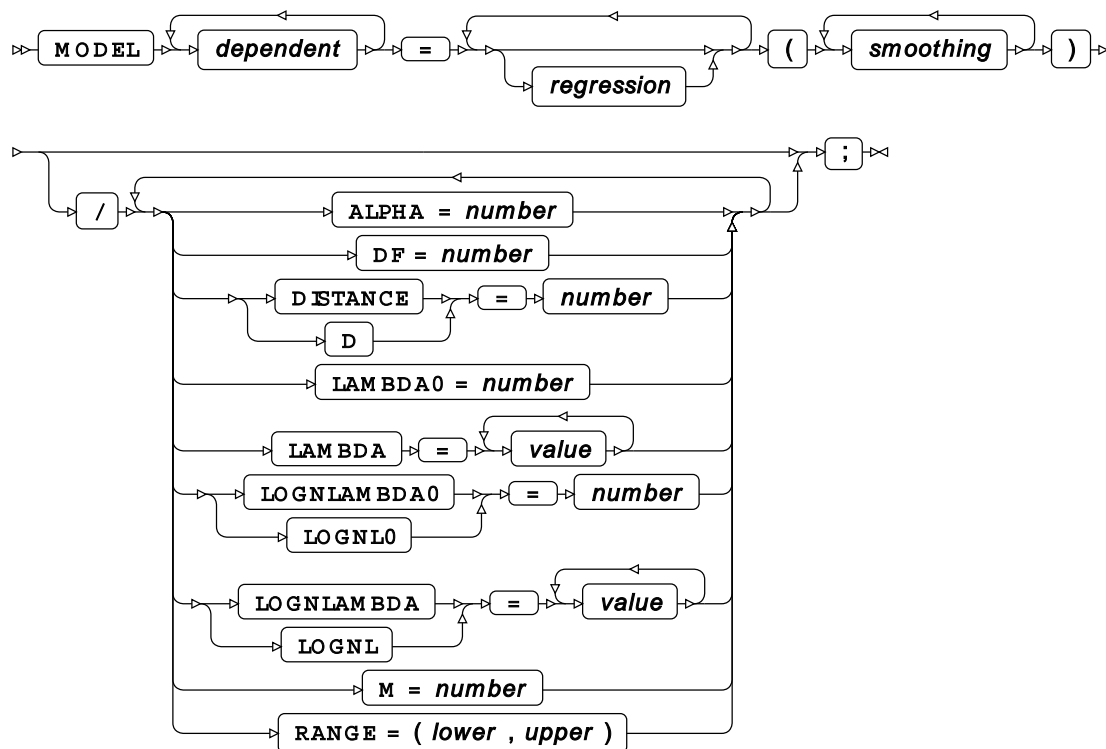 MODEL dependent = regression ( smoothing )
/ ;
ALPHA = number
DF = number
DISTANCE = number
D
LAMBDA0 = number
LAMBDA = value
LOGNLAMBDA0 = number
LOGNL0
LOGNLAMBDA = value
LOGNL
M = number
RANGE = ( lower , upper )